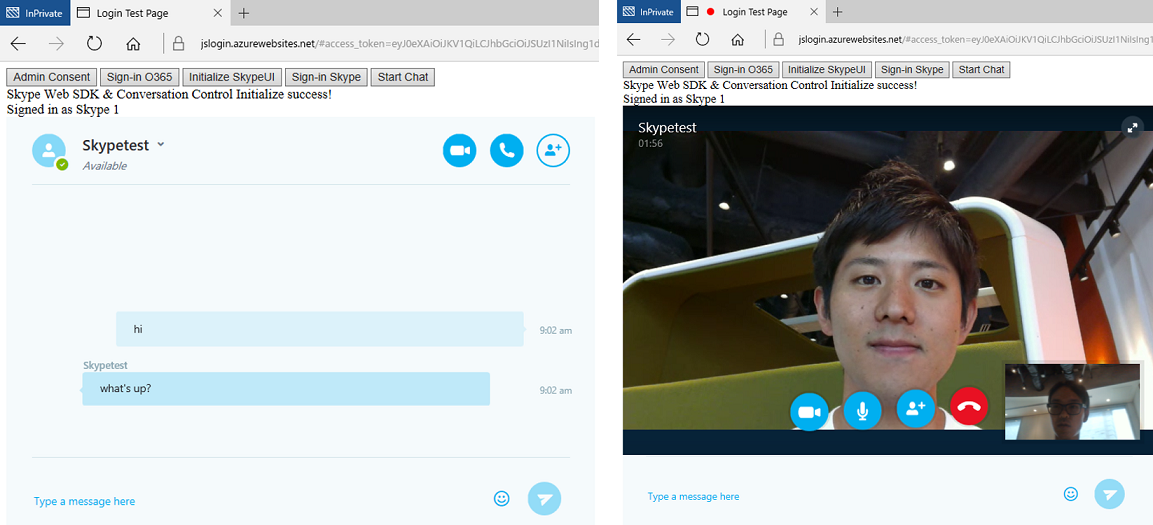 InPrivate
Login Test Page
jslogin.azurewebsites.net/#access_token=eyJ0eXAiOiJKV1QiLCJhbGciOiJSUzI1NiIsIng1d
Admin Consent Sign-in O365 Initialize SkypeUI Sign-in Skype Start Chat
Skype Web SDK & Conversation Control Initialize success!
Signed in as Skype 1
Skypetest
Available
hi
9:02 am
Skypetest
what's up?
9:02 am
Type a message here
InPrivate
Login Test Page
jslogin.azurewebsites.net/#access_token=eyJ0eXAiOiJKV1QiLCJhbGciOiJSUzI1NiIsIng1
Admin Consent Sign-in O365 Initialize SkypeUI Sign-in Skype Start Chat
Skype Web SDK & Conversation Control Initialize success!
Signed in as Skype 1
Skypetest
01:56
Type a message here